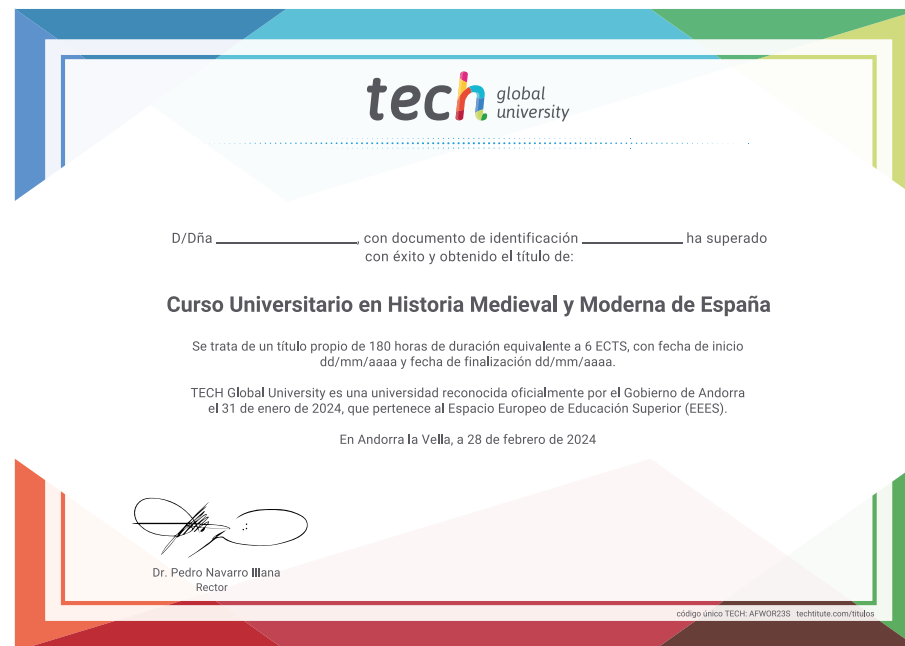 tech global university
D/Dña ______________, con documento de identificación __________ ha superado
con éxito y obtenido el título de:
Curso Universitario en Historia Medieval y Moderna de España
Se trata de un título propio de 180 horas de duración equivalente a 6 ECTS, con fecha de inicio
dd/mm/aaaa y fecha de finalización dd/mm/aaaa.
TECH Global University es una universidad reconocida oficialmente por el Gobierno de Andorra
el 31 de enero de 2024, que pertenece al Espacio Europeo de Educación Superior (EEES).
En Andorra la Vella, a 28 de febrero de 2024
Dr. Pedro Navarro Illana
Rector
código único TECH: AFWOR23S techtitute.com/titulos